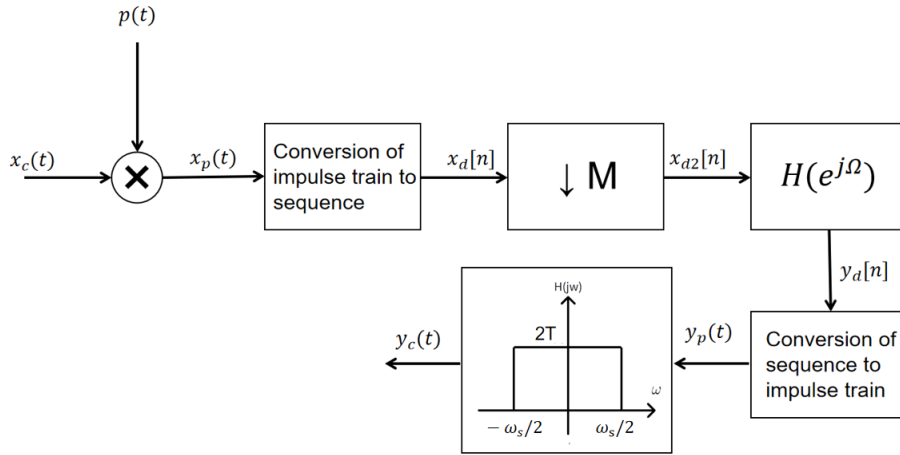 p(t)
x_c(t)
x_p(t)
Conversion of
impulse train to
sequence
x_d[n]
↓ M
x_{d2}[n]
H(e^{jΩ})
y_d[n]
Conversion of
sequence to
impulse train
y_p(t)
H(jw)
2T
ω
− ω_s/2
ω_s/2
y_c(t)